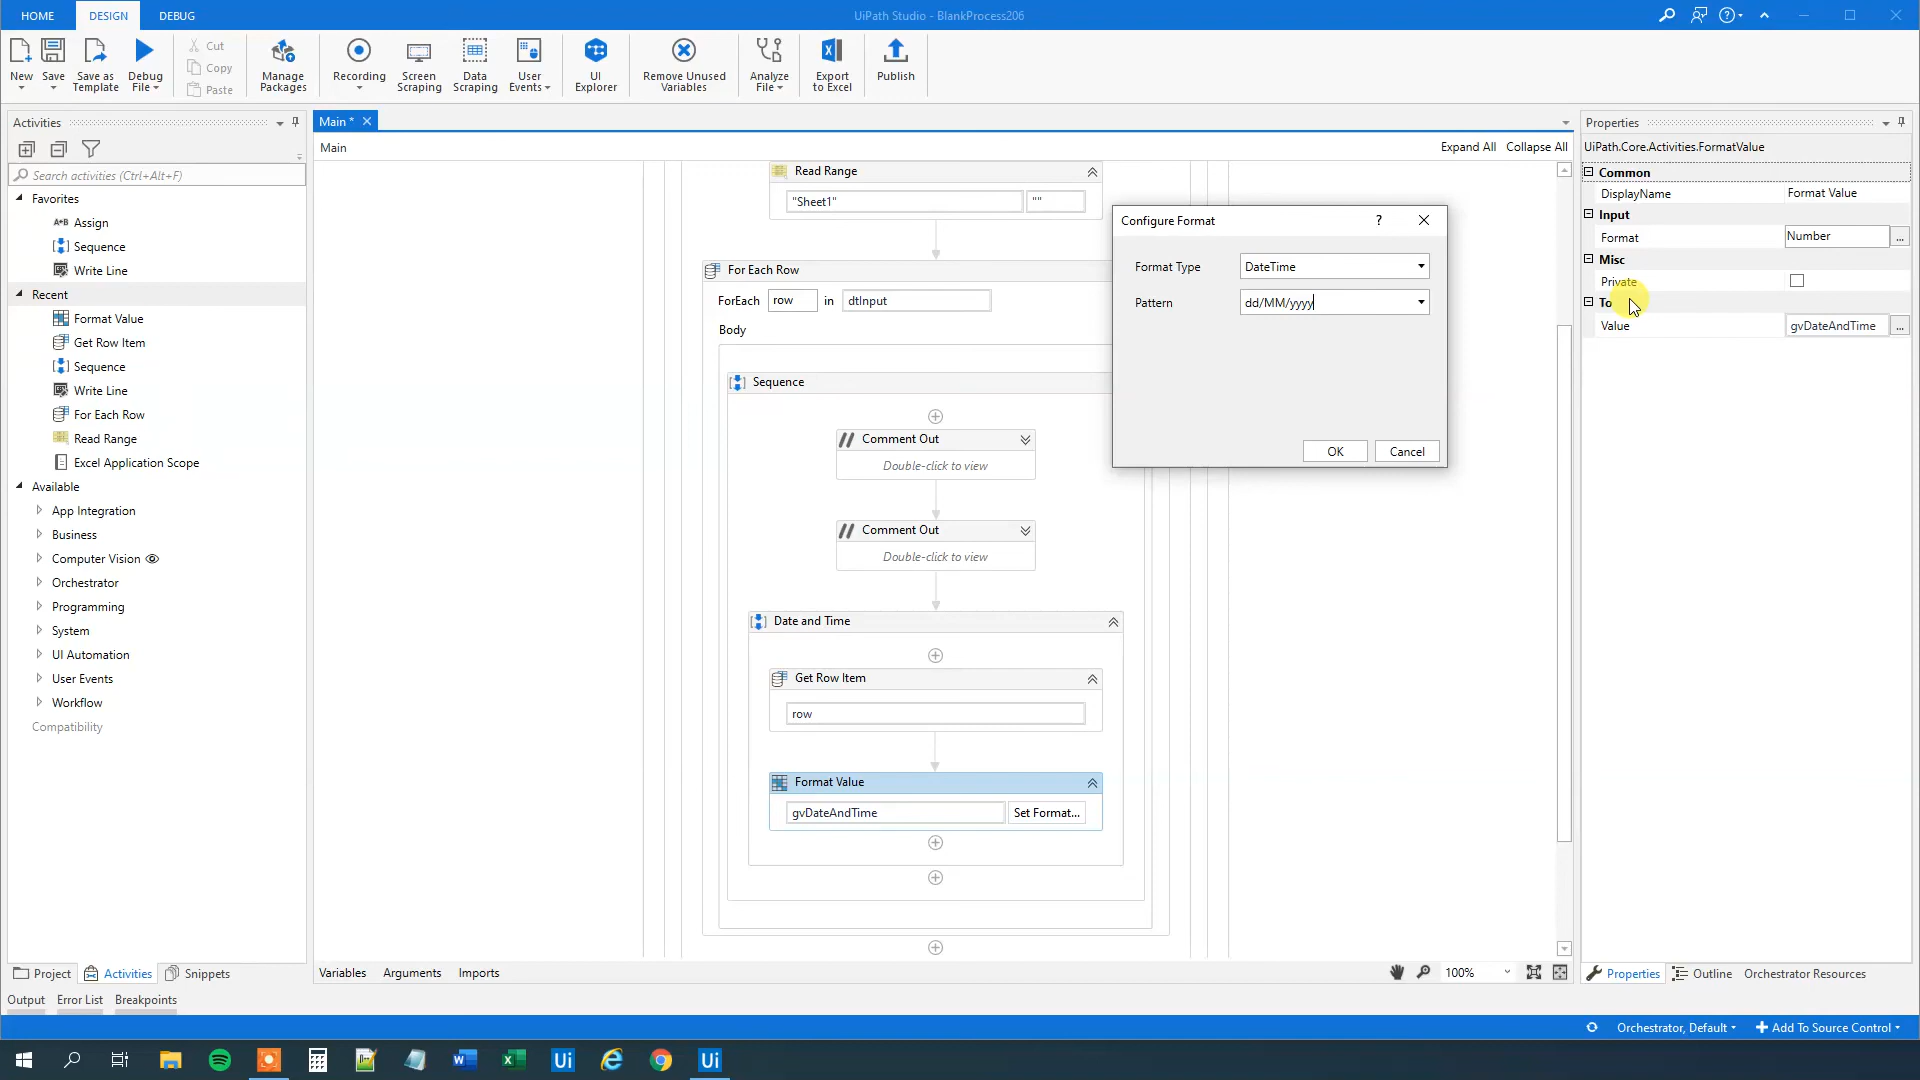 HOME DESIGN DEBUG UiPath Studio - BlankProcess206
New Save Save as Template Debug File Cut Copy Paste Manage Packages Recording Screen Scraping Data Scraping User Events UI Explorer Remove Unused Variables Analyze File Export to Excel Publish
Activities
Search activities (Ctrl+Alt+F)
Favorites
Assign
Sequence
Write Line
Recent
Format Value
Get Row Item
Sequence
Write Line
For Each Row
Read Range
Excel Application Scope
Available
App Integration
Business
Computer Vision
Orchestrator
Programming
System
UI Automation
User Events
Workflow
Compatibility
Project Activities Snippets
Main *
Main Expand All Collapse All
Read Range
"Sheet1" ""
For Each Row
ForEach row in dtInput
Body
Sequence
Comment Out
Double-click to view
Comment Out
Double-click to view
Date and Time
Get Row Item
row
Format Value
gvDateAndTime Set Format...
Variables Arguments Imports 100%
Configure Format ?
Format Type DateTime
Pattern dd/MM/yyyy
OK Cancel
Properties
UiPath.Core.Activities.FormatValue
Common
DisplayName Format Value
Input
Format Number ...
Misc
Private
To
Value gvDateAndTime ...
Properties Outline Orchestrator Resources
Output Error List Breakpoints
Orchestrator, Default Add To Source Control
Ui Ui